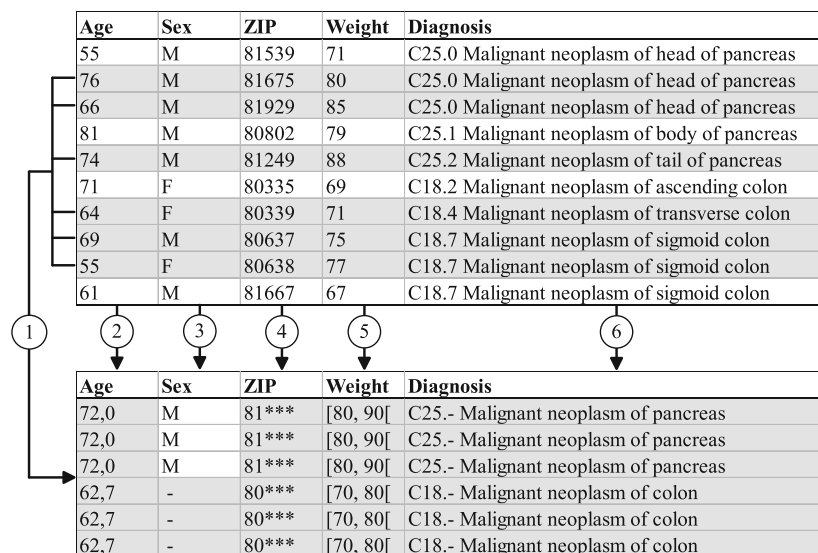 Age Sex ZIP Weight Diagnosis
55 M 81539 71 C25.0 Malignant neoplasm of head of pancreas
76 M 81675 80 C25.0 Malignant neoplasm of head of pancreas
66 M 81929 85 C25.0 Malignant neoplasm of head of pancreas
81 M 80802 79 C25.1 Malignant neoplasm of body of pancreas
74 M 81249 88 C25.2 Malignant neoplasm of tail of pancreas
71 F 80335 69 C18.2 Malignant neoplasm of ascending colon
64 F 80339 71 C18.4 Malignant neoplasm of transverse colon
69 M 80637 75 C18.7 Malignant neoplasm of sigmoid colon
55 F 80638 77 C18.7 Malignant neoplasm of sigmoid colon
61 M 81667 67 C18.7 Malignant neoplasm of sigmoid colon
1 2 3 4 5 6
Age Sex ZIP Weight Diagnosis
72,0 M 81*** [80, 90[ C25.- Malignant neoplasm of pancreas
72,0 M 81*** [80, 90[ C25.- Malignant neoplasm of pancreas
72,0 M 81*** [80, 90[ C25.- Malignant neoplasm of pancreas
62,7 - 80*** [70, 80[ C18.- Malignant neoplasm of colon
62,7 - 80*** [70, 80[ C18.- Malignant neoplasm of colon
62,7 - 80*** [70, 80[ C18.- Malignant neoplasm of colon